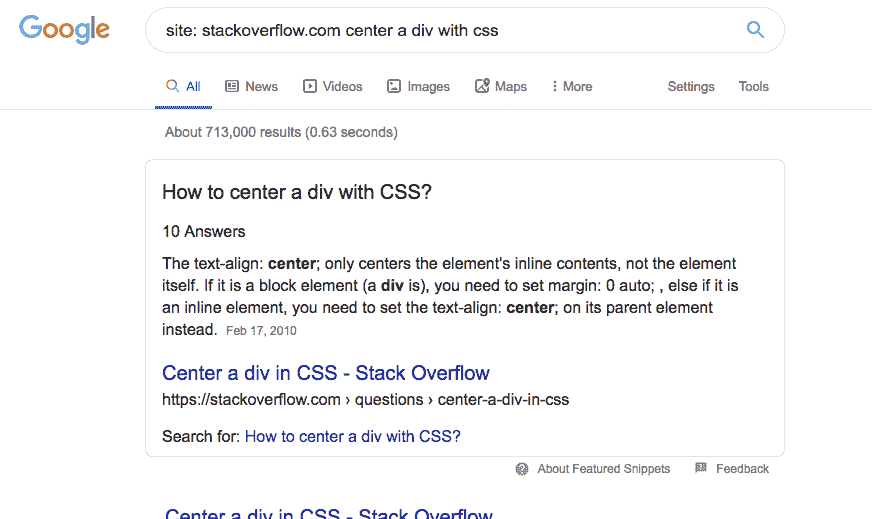 Google
site: stackoverflow.com center a div with css
All News Videos Images Maps More Settings Tools
About 713,000 results (0.63 seconds)
How to center a div with CSS?
10 Answers
The text-align: center; only centers the element's inline contents, not the element
itself. If it is a block element (a div is), you need to set margin: 0 auto; , else if it is
an inline element, you need to set the text-align: center; on its parent element
instead. Feb 17, 2010
Center a div in CSS - Stack Overflow
https://stackoverflow.com › questions › center-a-div-in-css
Search for: How to center a div with CSS?
About Featured Snippets Feedback
Center a div in CSS - Stack Overflow